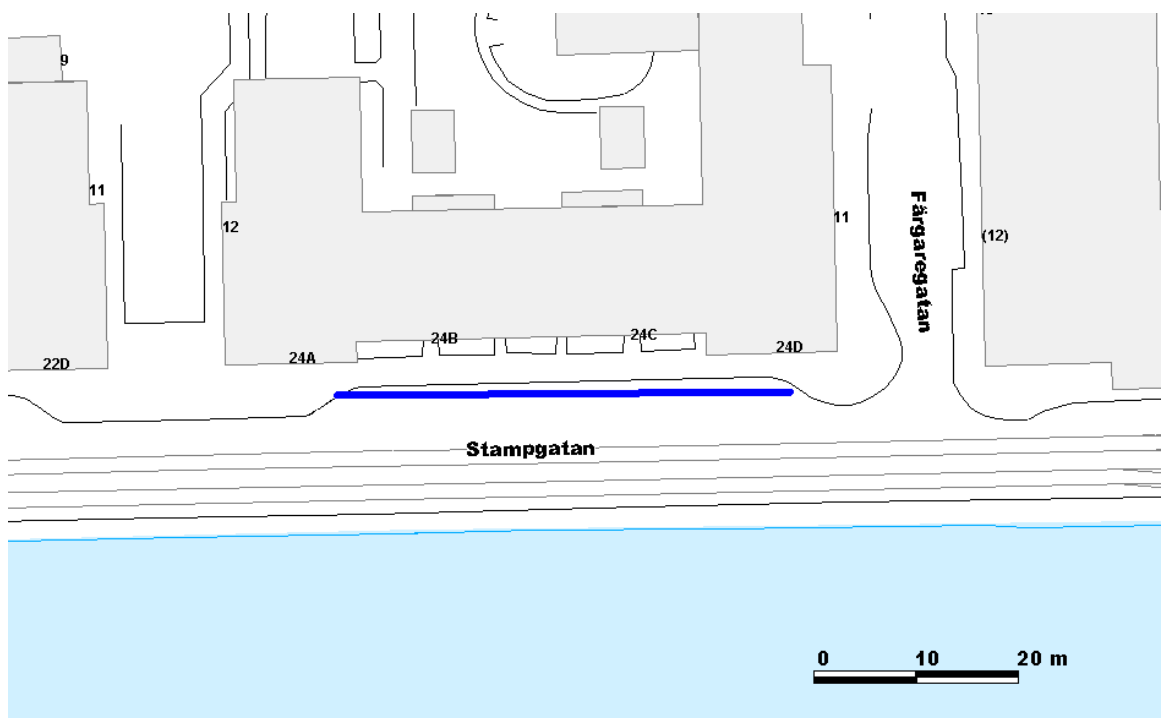 9
11
12
11
Färgaregatan
(12)
24B
24C
24D
24A
22D
Stampgatan
0 10 20 m